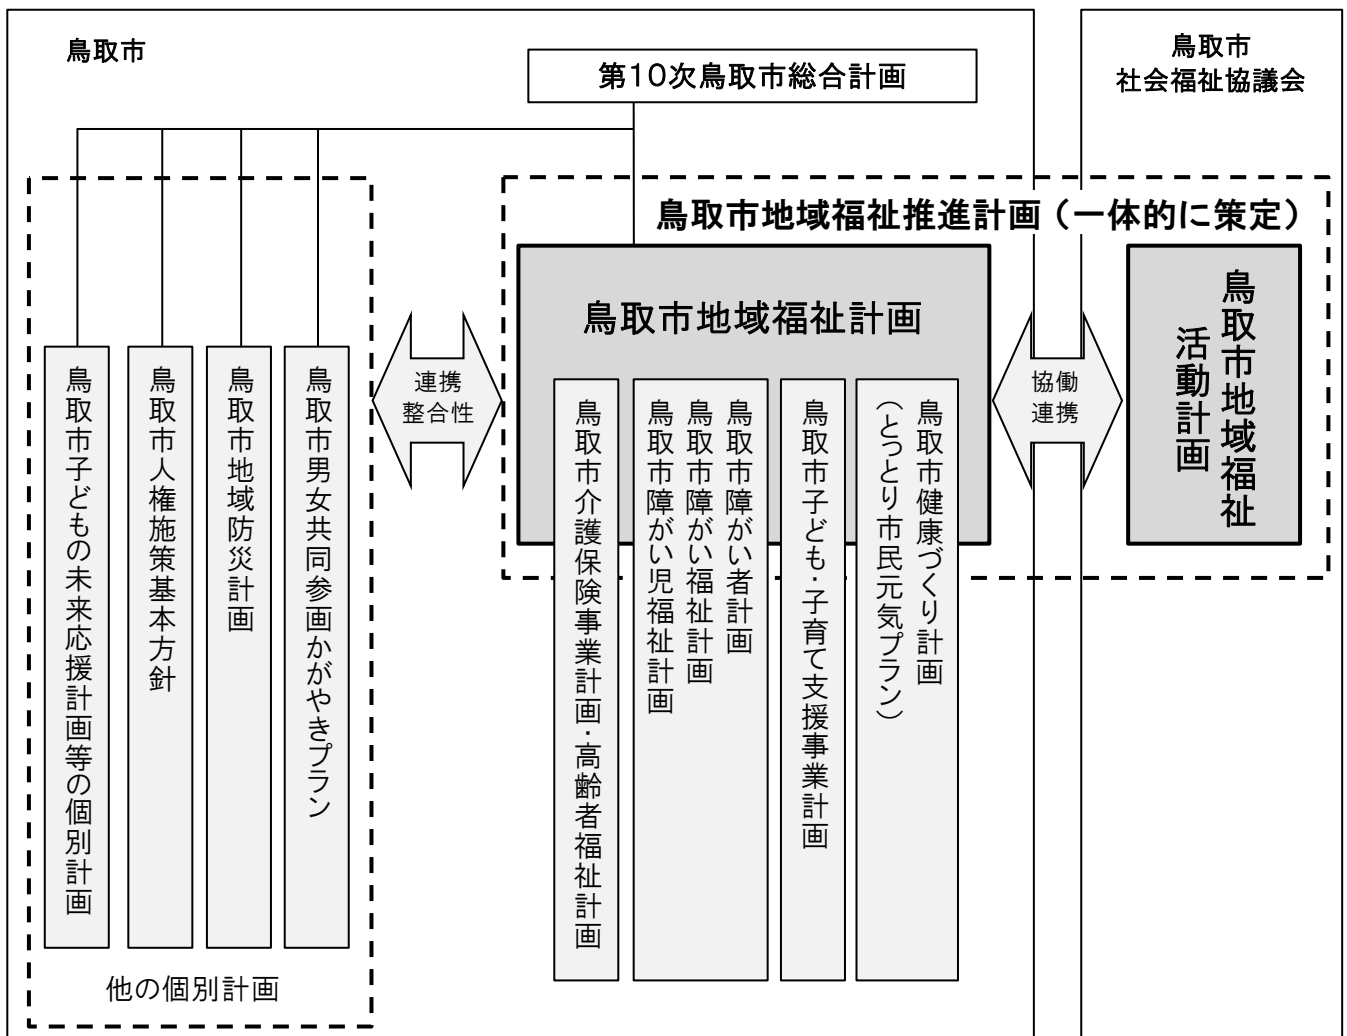 鳥取市
第10次鳥取市総合計画
鳥取市
社会福祉協議会
鳥取市地域福祉推進計画（一体的に策定）
鳥取市地域福祉計画
鳥取市地域福祉
活動計画
連携
整合性
協働
連携
鳥取市子どもの未来応援計画等の個別計画
鳥取市人権施策基本方針
鳥取市地域防災計画
鳥取市男女共同参画かがやきプラン
他の個別計画
鳥取市介護保険事業計画・高齢者福祉計画
鳥取市障がい者計画
鳥取市障がい福祉計画
鳥取市障がい児福祉計画
鳥取市子ども・子育て支援事業計画
鳥取市健康づくり計画
（とっとり市民元気プラン）